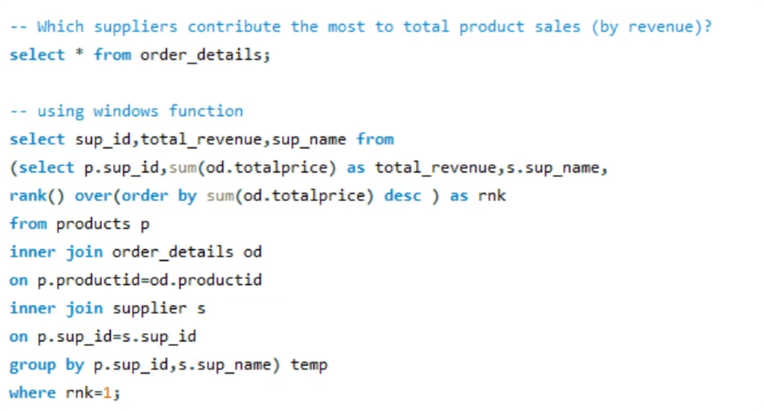 -- Which suppliers contribute the most to total product sales (by revenue)?
select * from order_details;
-- using windows function
select sup_id,total_revenue,sup_name from
(select p.sup_id,sum(od.totalprice) as total_revenue,s.sup_name,
rank() over(order by sum(od.totalprice) desc ) as rnk
from products p
inner join order_details od
on p.productid=od.productid
inner join supplier s
on p.sup_id=s.sup_id
group by p.sup_id,s.sup_name) temp
where rnk=1;